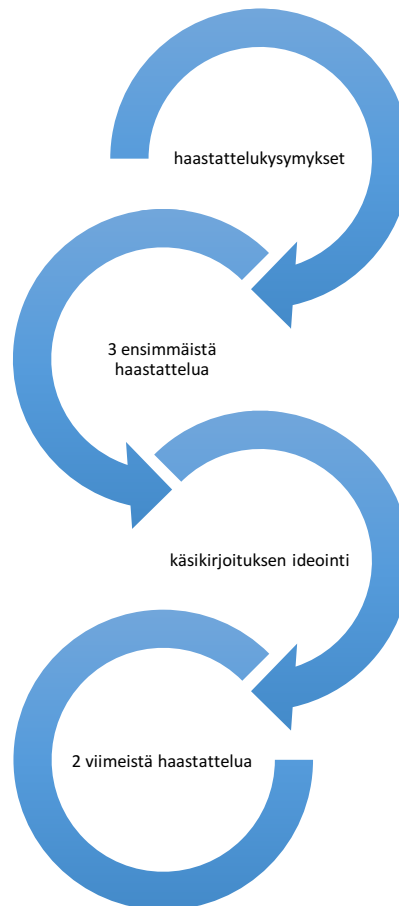 haastattelukysymykset
3 ensimmäistä
haastattelua
käsikirjoituksen ideointi
2 viimeistä haastattelua